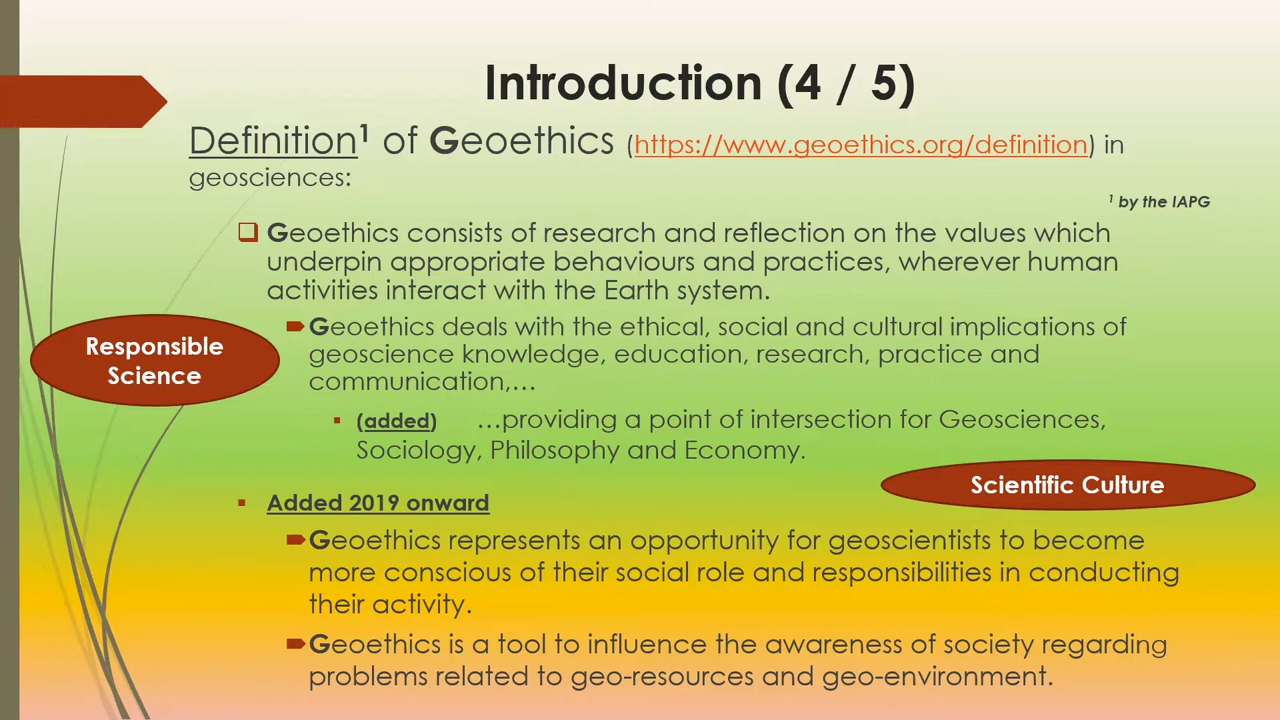 Introduction (4 / 5)
Definition¹ of Geoethics (https://www.geoethics.org/definition) in
geosciences:
¹ by the IAPG
Geoethics consists of research and reflection on the values which
underpin appropriate behaviours and practices, wherever human
activities interact with the Earth system.
Responsible
Science
Geoethics deals with the ethical, social and cultural implications of
geoscience knowledge, education, research, practice and
communication,…
(added) …providing a point of intersection for Geosciences,
Sociology, Philosophy and Economy.
Scientific Culture
Added 2019 onward
Geoethics represents an opportunity for geoscientists to become
more conscious of their social role and responsibilities in conducting
their activity.
Geoethics is a tool to influence the awareness of society regarding
problems related to geo-resources and geo-environment.